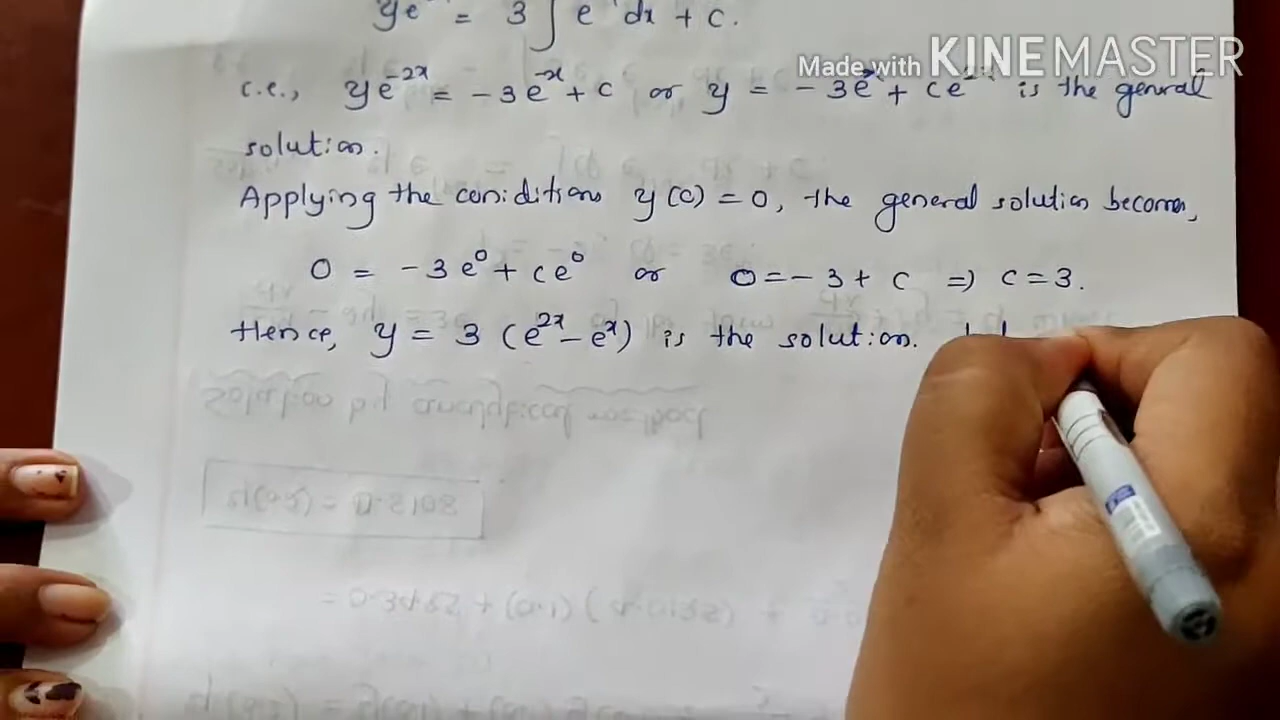 ye = 3 ∫ e dx + c.
Made with KINEMASTER
i.e., ye^-2x = -3e^-x + c or y = -3e^x + ce^2x is the general
solution.
Applying the conditions y(c) = 0, the general solution becomes,
0 = -3e^0 + ce^0 or 0 = -3 + c => c = 3.
Hence, y = 3 (e^2x - e^x) is the solution.